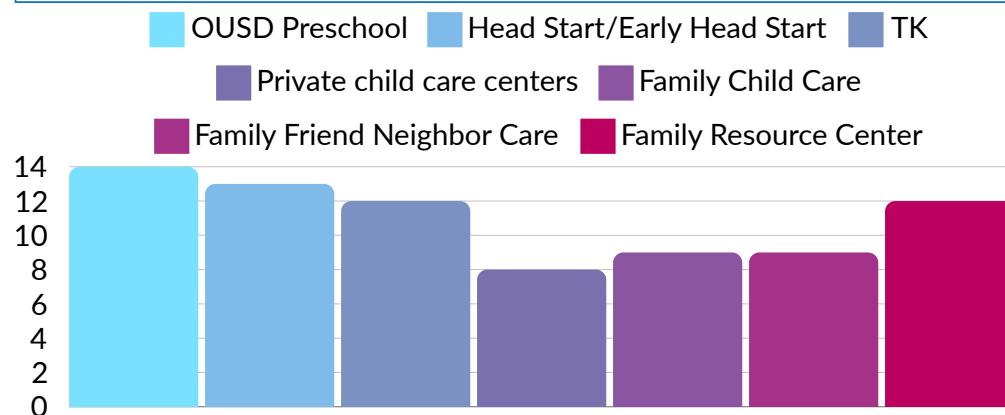 OUSD Preschool Head Start/Early Head Start TK
Private child care centers Family Child Care
Family Friend Neighbor Care Family Resource Center
14
12
10
8
6
4
2
0